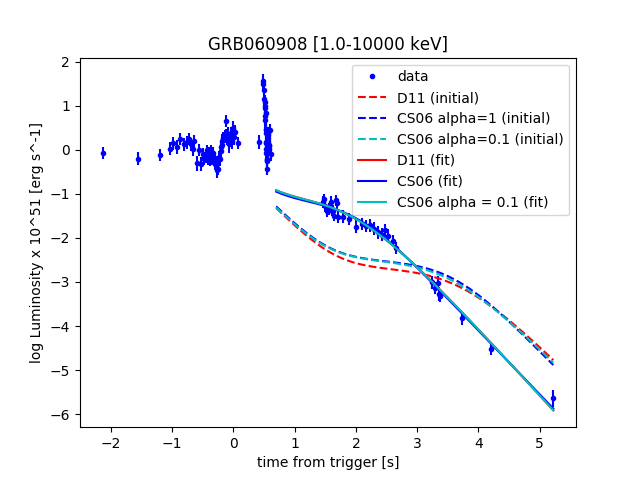 GRB060908 [1.0-10000 keV]
data
D11 (initial)
CS06 alpha=1 (initial)
CS06 alpha=0.1 (initial)
D11 (fit)
CS06 (fit)
CS06 alpha = 0.1 (fit)
log Luminosity x 10^51 [erg s^-1]
2
1
0
−1
−2
−3
−4
−5
−6
−2 −1 0 1 2 3 4 5
time from trigger [s]